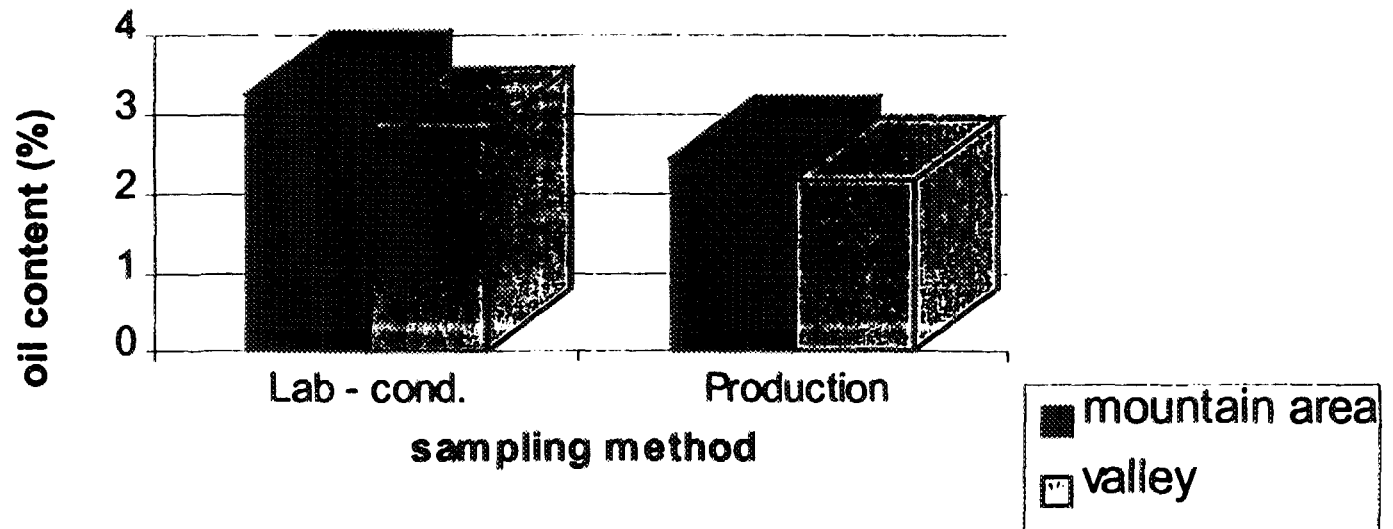 oil content (%)
4
3
2
1
0
Lab - cond.
Production
sampling method
mountain area
valley